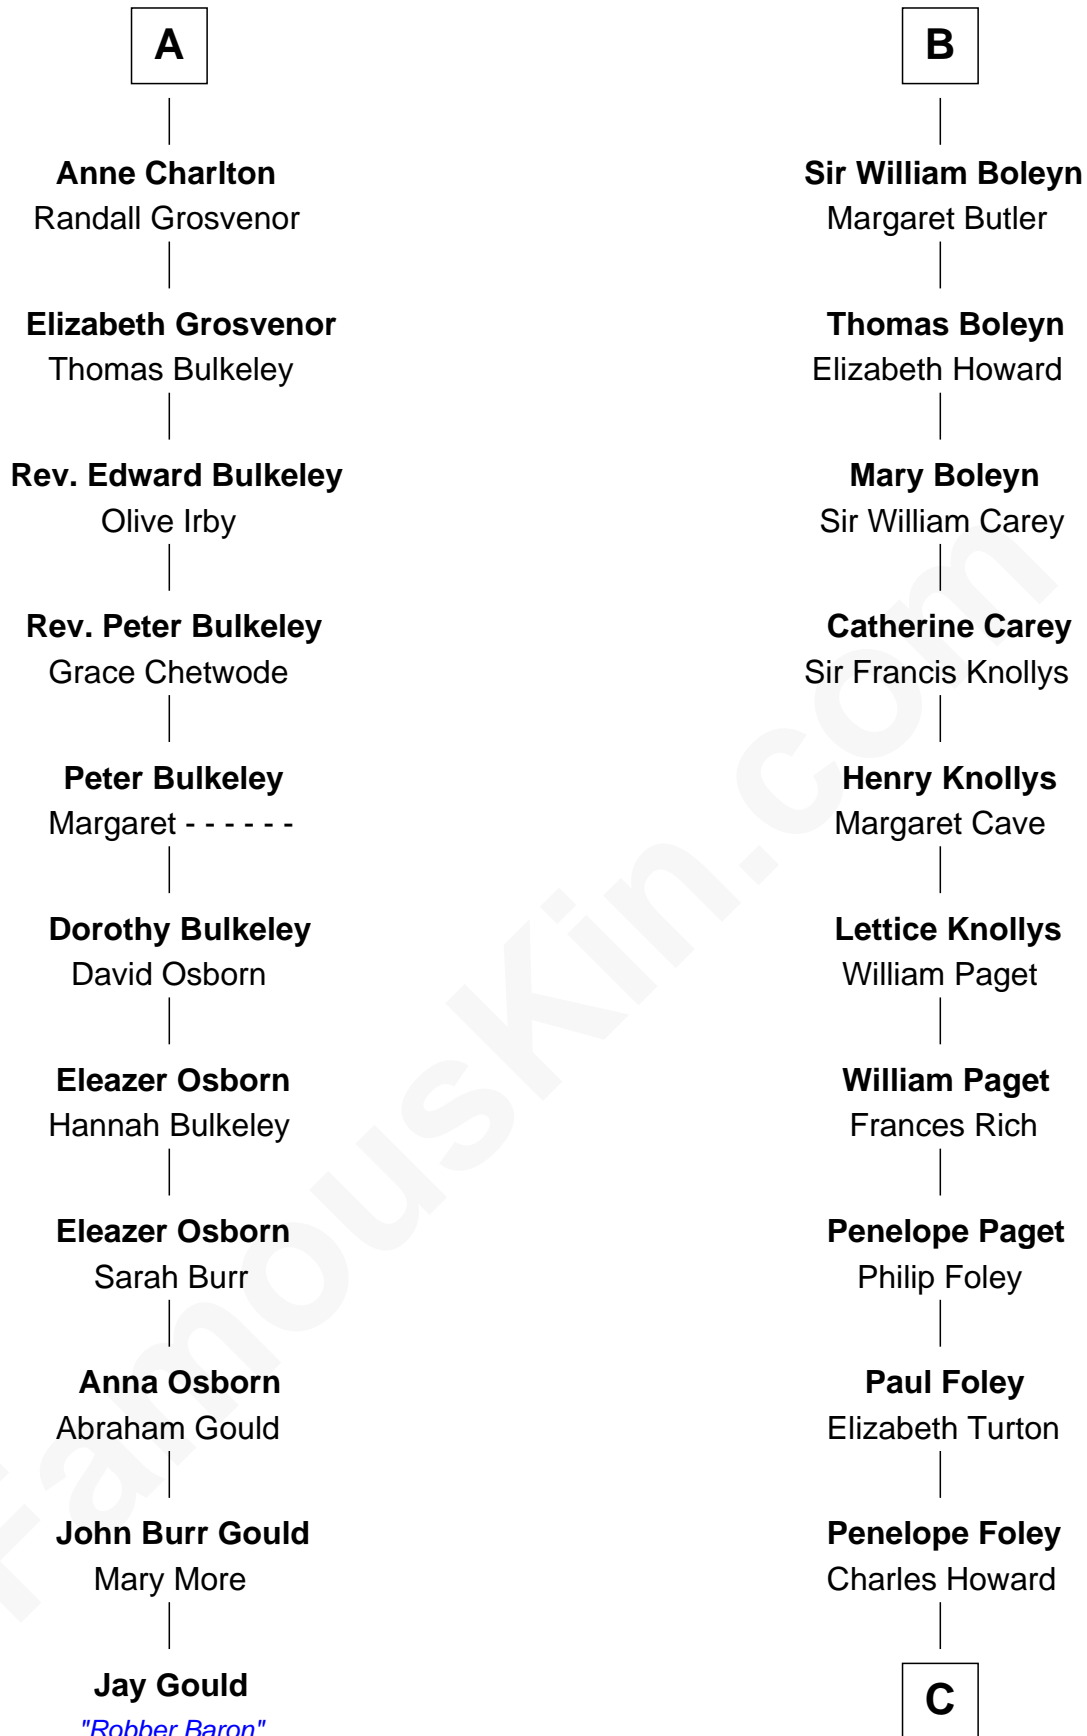 A
Anne Charlton
Randall Grosvenor
Elizabeth Grosvenor
Thomas Bulkeley
Rev. Edward Bulkeley
Olive Irby
Rev. Peter Bulkeley
Grace Chetwode
Peter Bulkeley
Margaret - - - - - -
Dorothy Bulkeley
David Osborn
Eleazer Osborn
Hannah Bulkeley
Eleazer Osborn
Sarah Burr
Anna Osborn
Abraham Gould
John Burr Gould
Mary More
Jay Gould
"Robber Baron"
B
Sir William Boleyn
Margaret Butler
Thomas Boleyn
Elizabeth Howard
Mary Boleyn
Sir William Carey
Catherine Carey
Sir Francis Knollys
Henry Knollys
Margaret Cave
Lettice Knollys
William Paget
William Paget
Frances Rich
Penelope Paget
Philip Foley
Paul Foley
Elizabeth Turton
Penelope Foley
Charles Howard
C
FamousKin.com